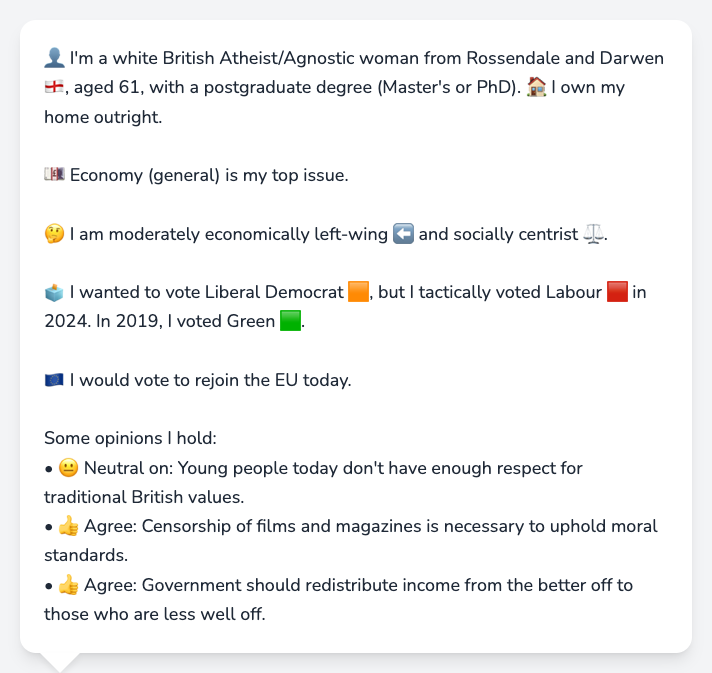 👤 I'm a white British Atheist/Agnostic woman from Rossendale and Darwen
🏴󠁧󠁢󠁥󠁮󠁧󠁿, aged 61, with a postgraduate degree (Master's or PhD). 🏠 I own my
home outright.
💷 Economy (general) is my top issue.
🤔 I am moderately economically left-wing ⬅️ and socially centrist ⚖️.
🗳️ I wanted to vote Liberal Democrat 🟧, but I tactically voted Labour 🟥 in
2024. In 2019, I voted Green 🟩.
🇪🇺 I would vote to rejoin the EU today.
Some opinions I hold:
• 😐 Neutral on: Young people today don't have enough respect for
traditional British values.
• 👍 Agree: Censorship of films and magazines is necessary to uphold moral
standards.
• 👍 Agree: Government should redistribute income from the better off to
those who are less well off.